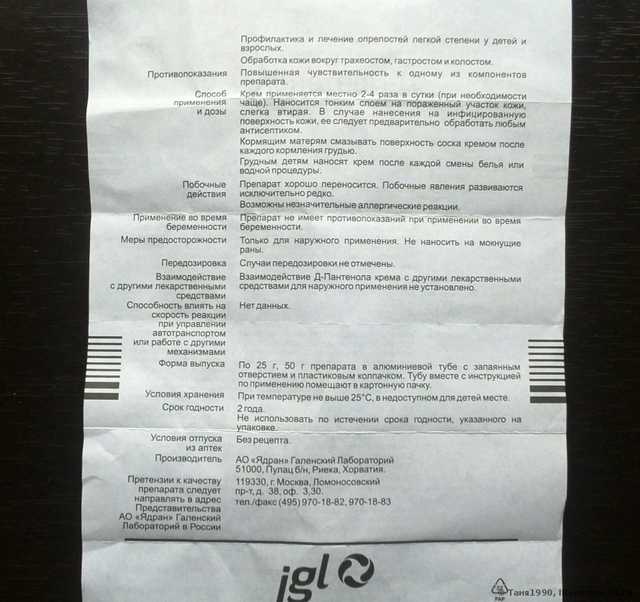 Профилактика и лечение опрелостей легкой степени у детей и
взрослых.
Обработка кожи вокруг трахеостом, гастростом и колостом.
Противопоказания Повышенная чувствительность к одному из компонентов
препарата.
Способ Крем применяется местно 2-4 раза в сутки (при необходимости
применения чаще). Наносится тонким слоем на пораженный участок кожи,
и дозы слегка втирая. В случае нанесения на инфицированную
поверхность кожи, ее следует предварительно обработать любым
антисептиком.
Кормящим матерям смазывать поверхность соска кремом после
каждого кормления грудью.
Грудным детям наносят крем после каждой смены белья или
водной процедуры.
Побочные Препарат хорошо переносится. Побочные явления развиваются
действия исключительно редко.
Возможны незначительные аллергические реакции.
Применение во время Препарат не имеет противопоказаний при применении во время
беременности беременности.
Меры предосторожности Только для наружного применения. Не наносить на мокнущие
раны.
Передозировка Случаи передозировки не отмечены.
Взаимодействие Взаимодействие Д-Пантенола крема с другими лекарственными
с другими лекарственными средствами для наружного применения не установлено.
средствами
Способность влиять на Нет данных.
скорость реакции
при управлении
автотранспортом
или работе с другими
механизмами
Форма выпуска По 25 г, 50 г препарата в алюминиевой тубе с запаянным
отверстием и пластиковым колпачком. Тубу вместе с инструкцией
по применению помещают в картонную пачку.
Условия хранения При температуре не выше 25°С, в недоступном для детей месте.
Срок годности 2 года.
Не использовать по истечении срока годности, указанного на
упаковке.
Условия отпуска Без рецепта.
из аптек
Производитель АО «Ядран» Галенский Лабораторий
51000, Пулац б/н, Риека, Хорватия.
Претензии к качеству 119330, г. Москва, Ломоносовский
препарата следует пр-т, д. 38, оф. 3,30.
направлять в адрес тел./факс (495) 970-18-82, 970-18-83
Представительства
АО «Ядран» Галенский
Лабораторий в России
jgl
PAP
Таня1990,